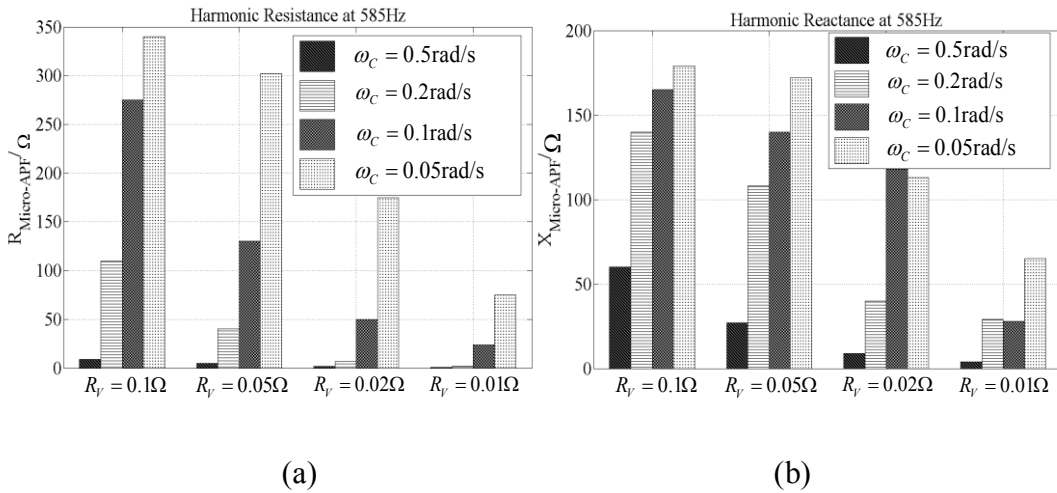 Harmonic Resistance at 585Hz
R_Micro-APF/Ω
350
300
250
200
150
100
50
0
ω_C = 0.5rad/s
ω_C = 0.2rad/s
ω_C = 0.1rad/s
ω_C = 0.05rad/s
R_V = 0.1Ω
R_V = 0.05Ω
R_V = 0.02Ω
R_V = 0.01Ω
(a)
Harmonic Reactance at 585Hz
X_Micro-APF/Ω
200
150
100
50
0
ω_C = 0.5rad/s
ω_C = 0.2rad/s
ω_C = 0.1rad/s
ω_C = 0.05rad/s
R_V = 0.1Ω
R_V = 0.05Ω
R_V = 0.02Ω
R_V = 0.01Ω
(b)